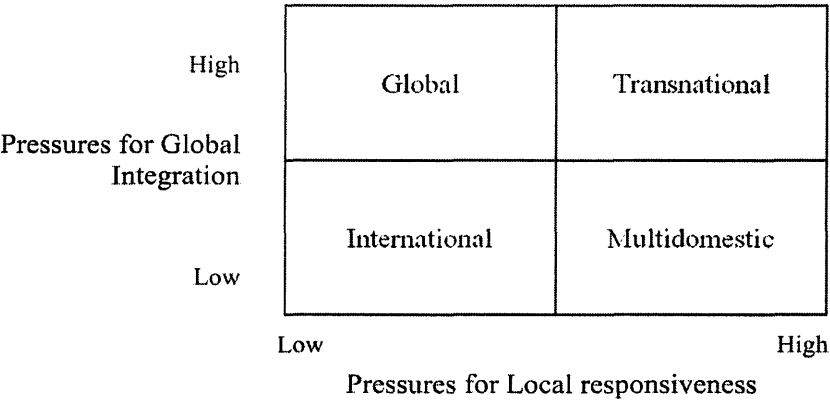 High
Global
Transnational
Pressures for Global
Integration
International
Multidomestic
Low
Low
High
Pressures for Local responsiveness